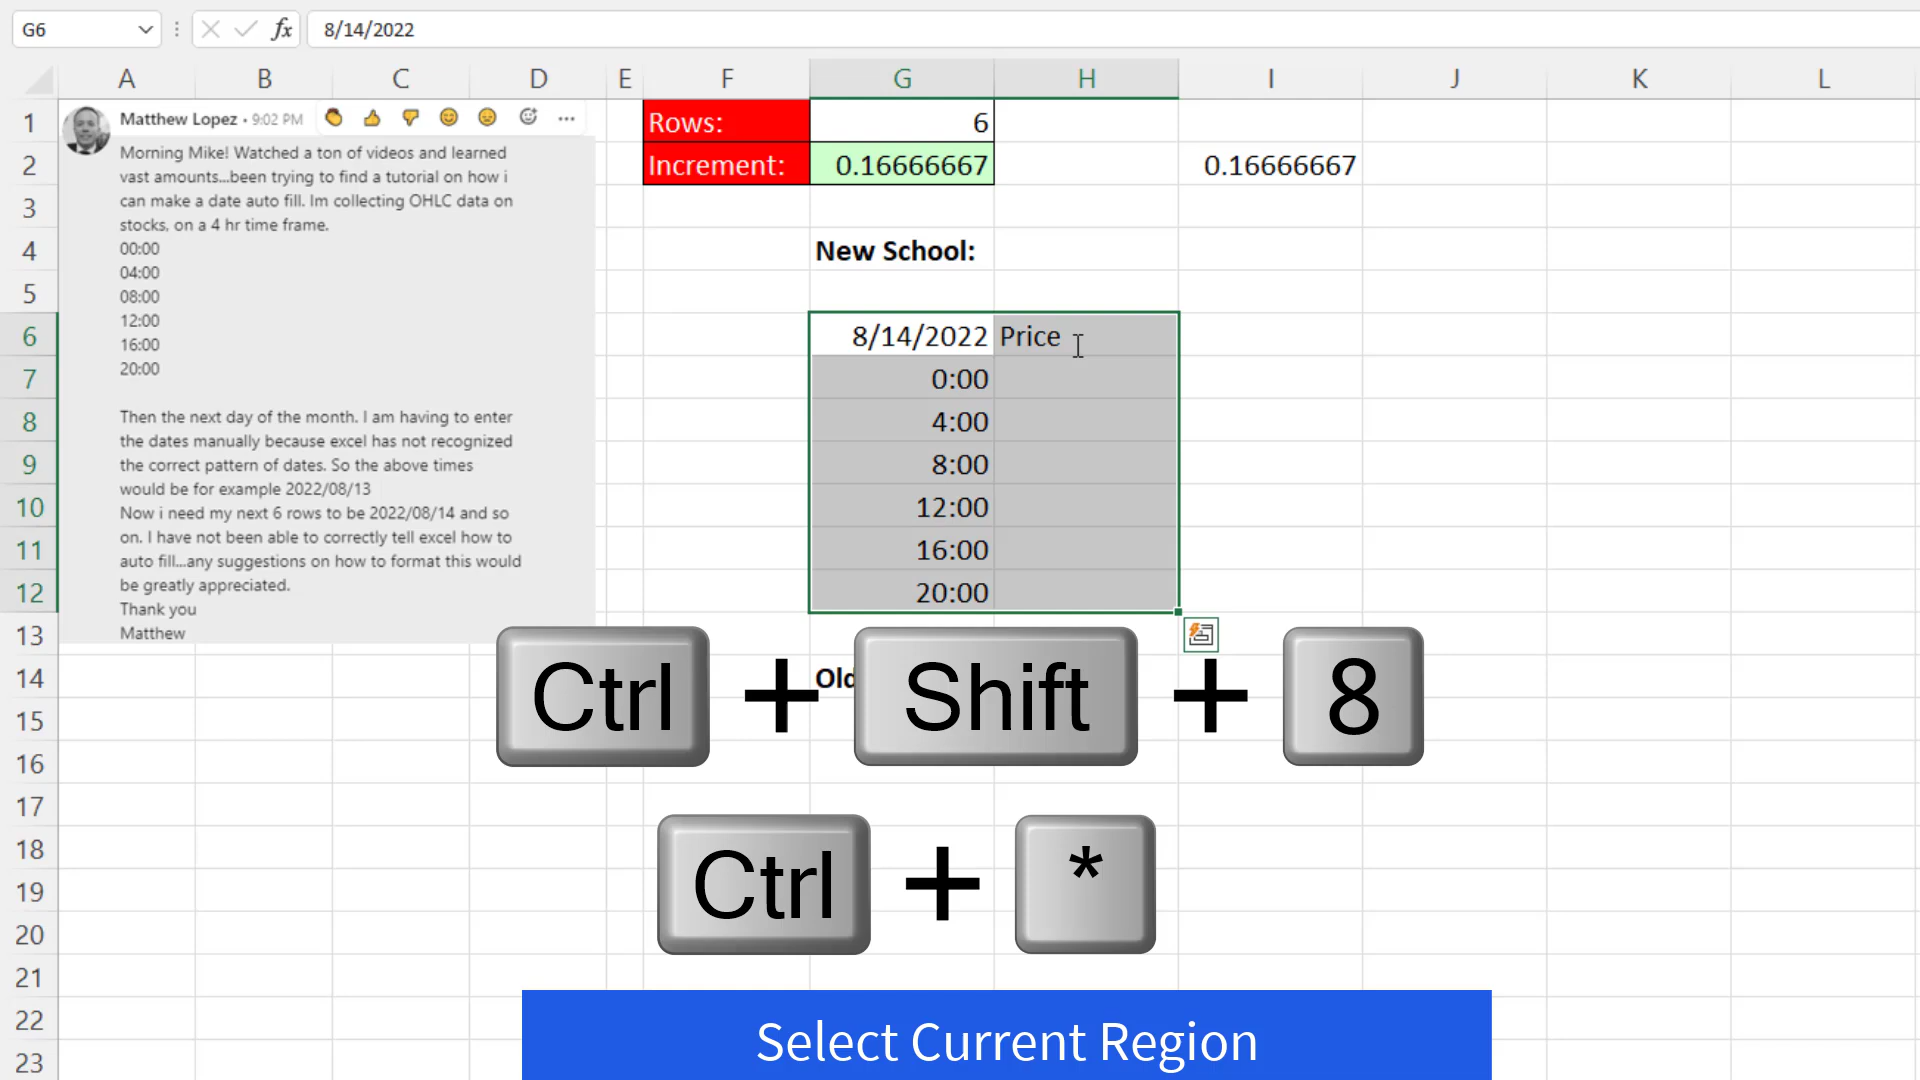 G6
fx
8/14/2022
A B C D E F G H I J K L
1
2
3
4
5
6
7
8
9
10
11
12
13
14
15
16
17
18
19
20
21
22
23
Matthew Lopez • 9:02 PM
Morning Mike! Watched a ton of videos and learned
vast amounts...been trying to find a tutorial on how i
can make a date auto fill. Im collecting OHLC data on
stocks, on a 4 hr time frame.
00:00
04:00
08:00
12:00
16:00
20:00
Then the next day of the month. I am having to enter
the dates manually because excel has not recognized
the correct pattern of dates. So the above times
would be for example 2022/08/13
Now i need my next 6 rows to be 2022/08/14 and so
on. I have not been able to correctly tell excel how to
auto fill...any suggestions on how to format this would
be greatly appreciated.
Thank you
Matthew
Rows: 6
Increment: 0.16666667 0.16666667
New School:
8/14/2022 Price
0:00
4:00
8:00
12:00
16:00
20:00
Old
Ctrl + Shift + 8
Ctrl + *
Select Current Region